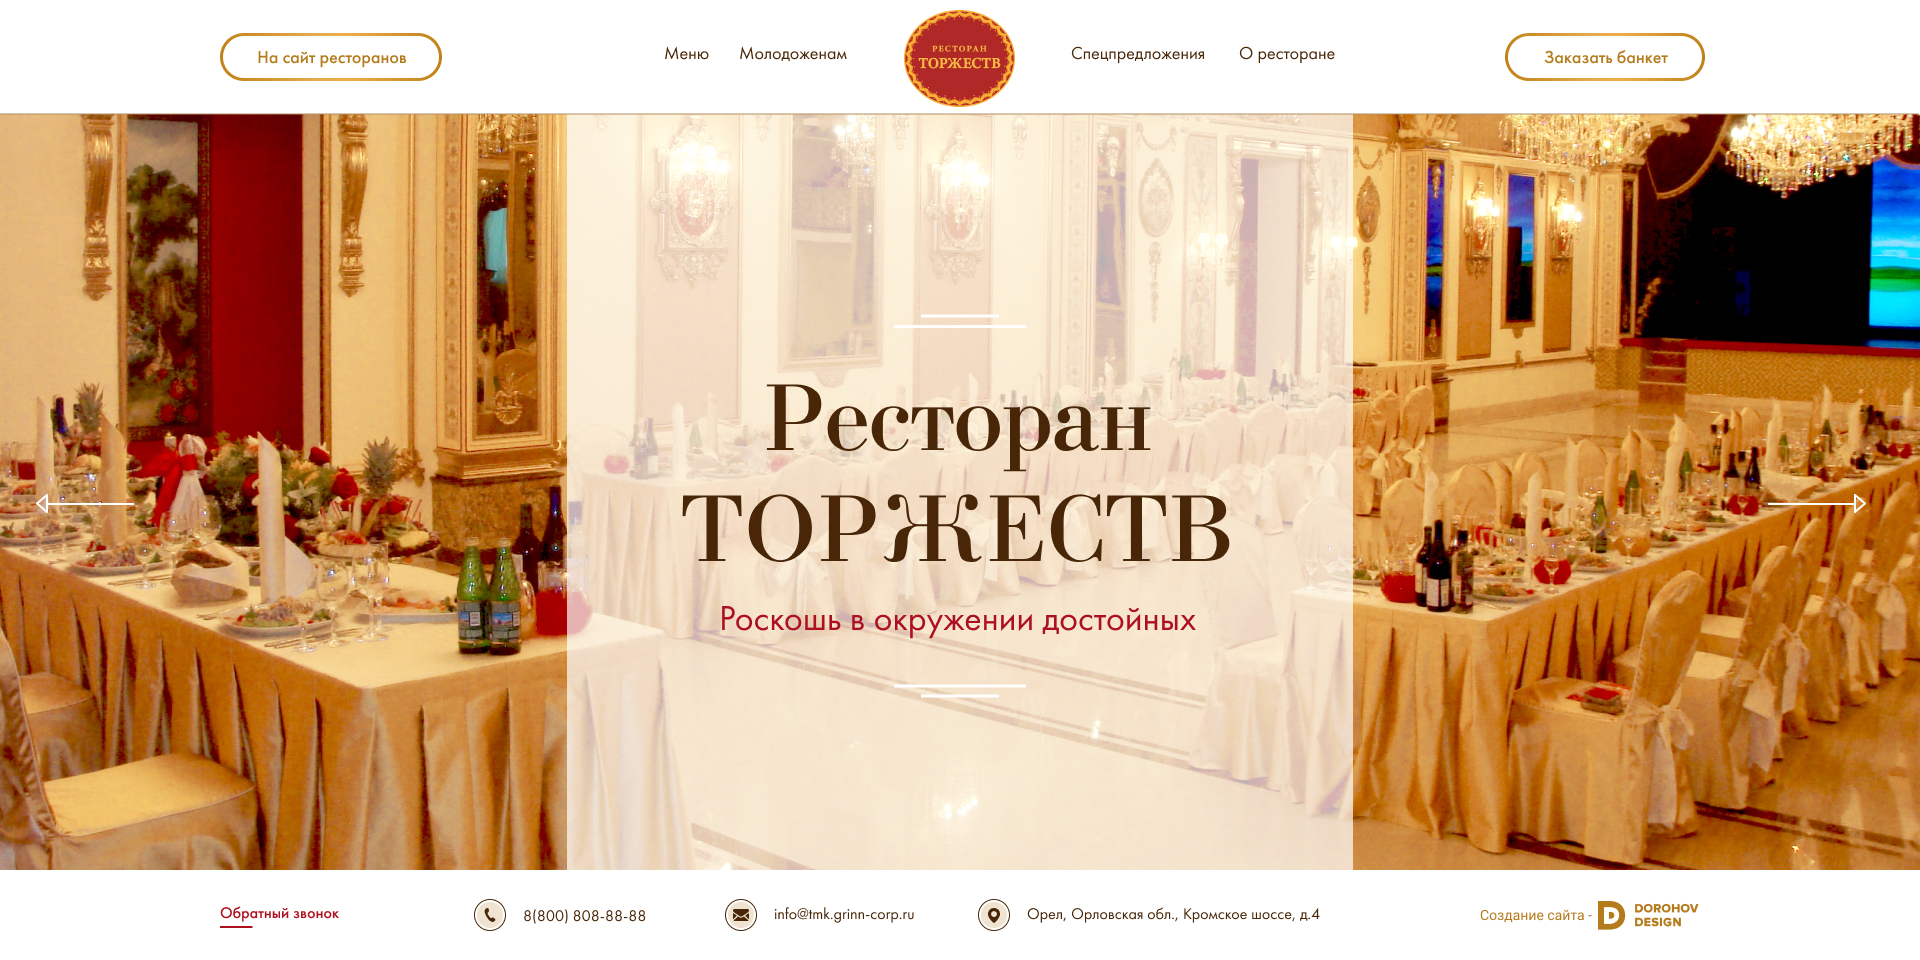 На сайт ресторанов
Меню
Молодоженам
РЕСТОРАН
ТОРЖЕСТВ
Спецпредложения
О ресторане
Заказать банкет
Ресторан
ТОРЖЕСТВ
Роскошь в окружении достойных
Обратный звонок
8(800) 808-88-88
info@tmk.grinn-corp.ru
Орел, Орловская обл., Кромское шоссе, д.4
Создание сайта -
DOROHOV
DESIGN